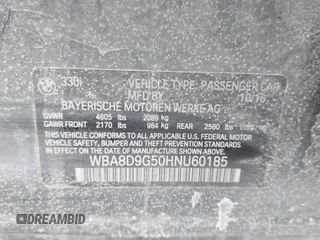 330i VEHICLE TYPE: PASSENGER CAR
MFD BY 10/16
BAYERISCHE MOTOREN WERKE AG
GVWR 4605 lbs 2089 kg
GAWR FRONT 2170 lbs 984 kg REAR 2580 lbs
THIS VEHICLE CONFORMS TO ALL APPLICABLE U.S. FEDERAL MOTOR
VEHICLE SAFETY, BUMPER, AND THEFT PREVENTION STANDARDS IN
EFFECT ON THE DATE OF MANUFACTURE SHOWN ABOVE.
WBA8D9G50HNU60185
DREAMBID